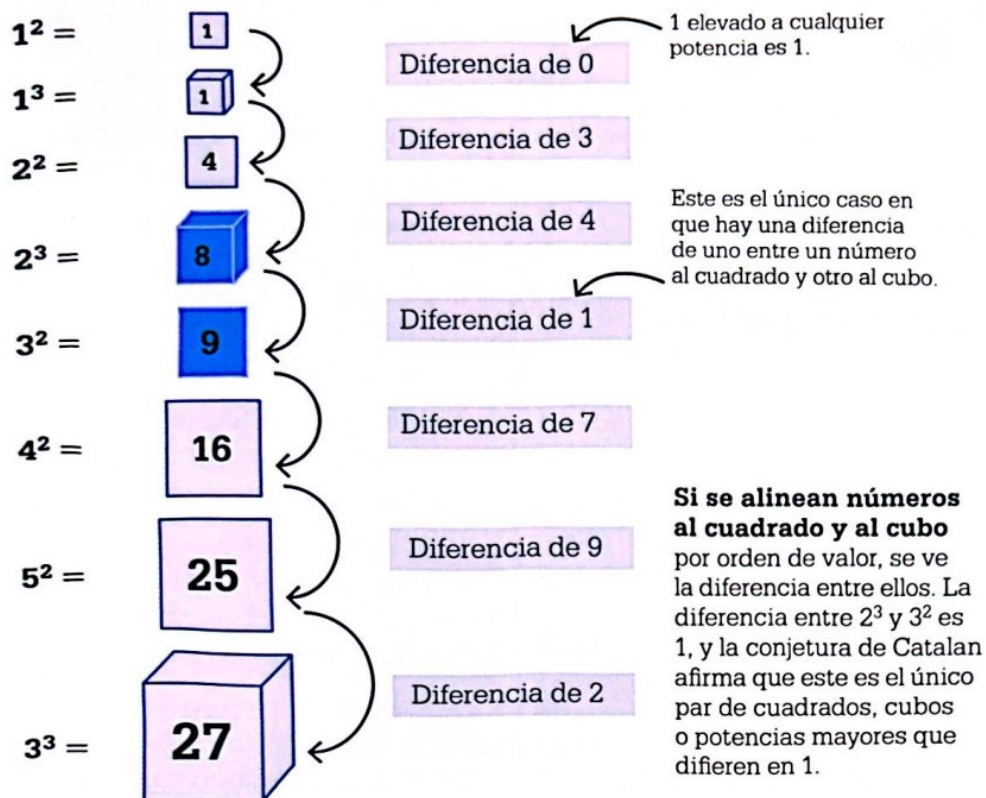 1² = 1
1 elevado a cualquier
potencia es 1.
Diferencia de 0
1³ = 1
Diferencia de 3
2² = 4
Diferencia de 4
Este es el único caso en
que hay una diferencia
de uno entre un número
al cuadrado y otro al cubo.
2³ = 8
Diferencia de 1
3² = 9
Diferencia de 7
4² = 16
Si se alinean números
al cuadrado y al cubo
por orden de valor, se ve
la diferencia entre ellos. La
diferencia entre 2³ y 3² es
1, y la conjetura de Catalan
afirma que este es el único
par de cuadrados, cubos
o potencias mayores que
difieren en 1.
Diferencia de 9
5² = 25
Diferencia de 2
3³ = 27